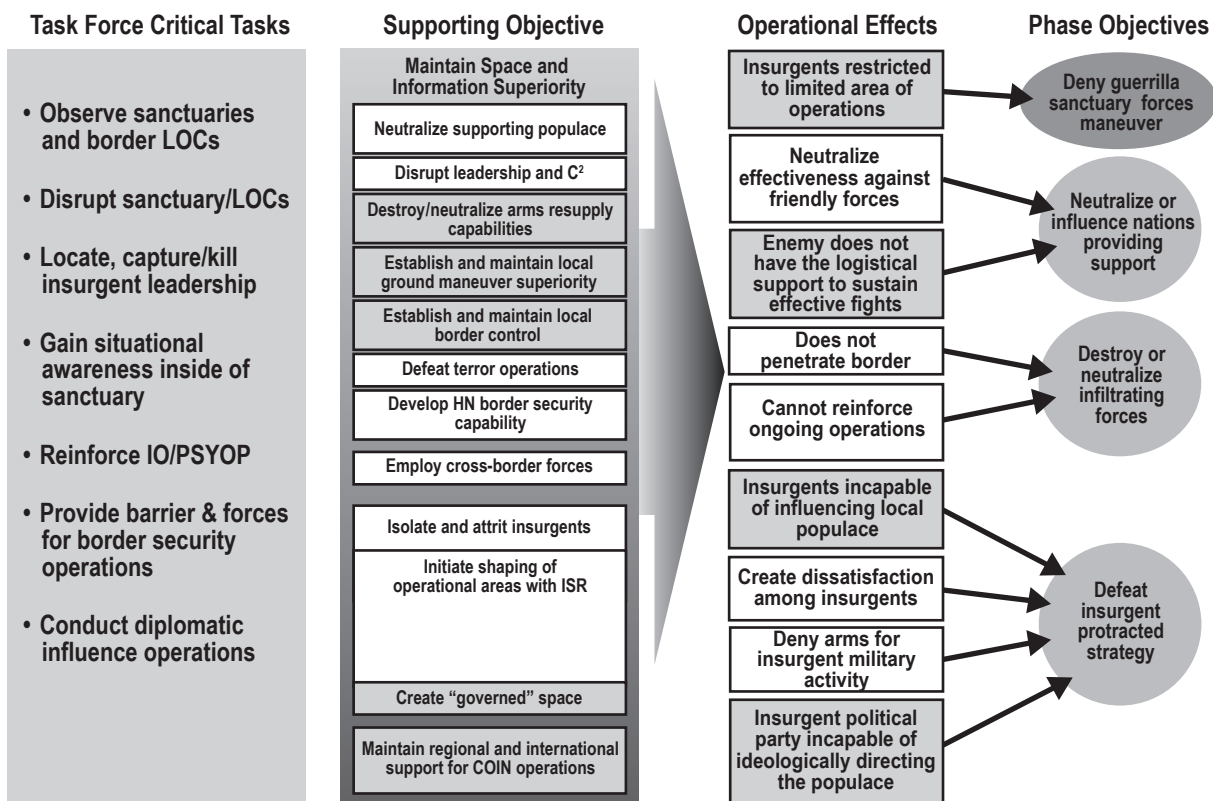 Task Force Critical Tasks
• Observe sanctuaries
and border LOCs
• Disrupt sanctuary/LOCs
• Locate, capture/kill
insurgent leadership
• Gain situational
awareness inside of
sanctuary
• Reinforce IO/PSYOP
• Provide barrier & forces
for border security
operations
• Conduct diplomatic
influence operations
Supporting Objective
Maintain Space and
Information Superiority
Neutralize supporting populace
Disrupt leadership and C²
Destroy/neutralize arms resupply
capabilities
Establish and maintain local
ground maneuver superiority
Establish and maintain local
border control
Defeat terror operations
Develop HN border security
capability
Employ cross-border forces
Isolate and attrit insurgents
Initiate shaping of
operational areas with ISR
Create “governed” space
Maintain regional and international
support for COIN operations
Operational Effects
Insurgents restricted
to limited area of
operations
Neutralize
effectiveness against
friendly forces
Enemy does not
have the logistical
support to sustain
effective fights
Does not
penetrate border
Cannot reinforce
ongoing operations
Insurgents incapable
of influencing local
populace
Create dissatisfaction
among insurgents
Deny arms for
insurgent military
activity
Insurgent political
party incapable of
ideologically directing
the populace
Phase Objectives
Deny guerrilla
sanctuary forces
maneuver
Neutralize or
influence nations
providing
support
Destroy or
neutralize
infiltrating
forces
Defeat
insurgent
protracted
strategy